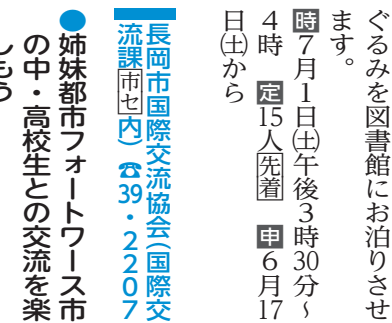 ぐるみを図書館にお泊りさせ
ます。
時７月１日㈯午後３時30分〜
４時　定15人先着　申６月17
日㈯から
長岡市国際交流協会(国際交
流課市セ内)　☎39・２２０７
●姉妹都市フォートワース市
の中・高校生との交流を楽
しもう